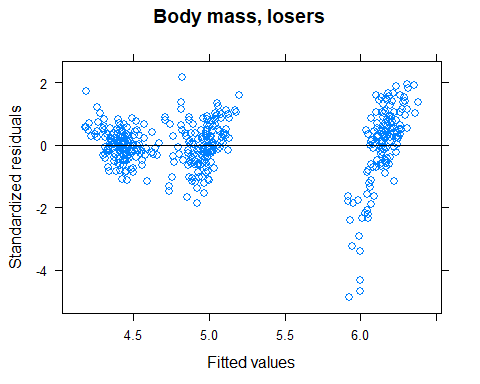 Body mass, losers
Standardized residuals
2
0
-2
-4
4.5 5.0 5.5 6.0
Fitted values